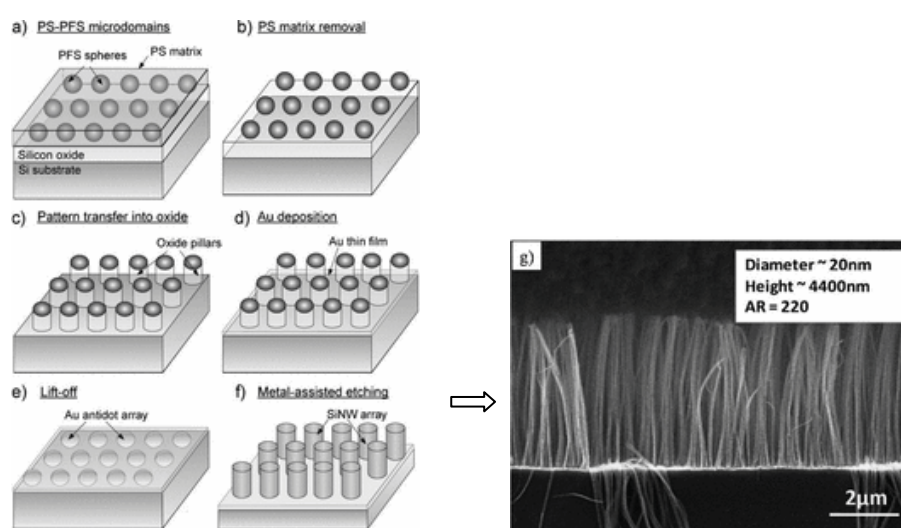 a) PS-PFS microdomains
PFS spheres
PS matrix
Silicon oxide
Si substrate
b) PS matrix removal
c) Pattern transfer into oxide
Oxide pillars
d) Au deposition
Au thin film
e) Lift-off
Au antidot array
f) Metal-assisted etching
SiNW array
g)
Diameter ~ 20nm
Height ~ 4400nm
AR = 220
2μm